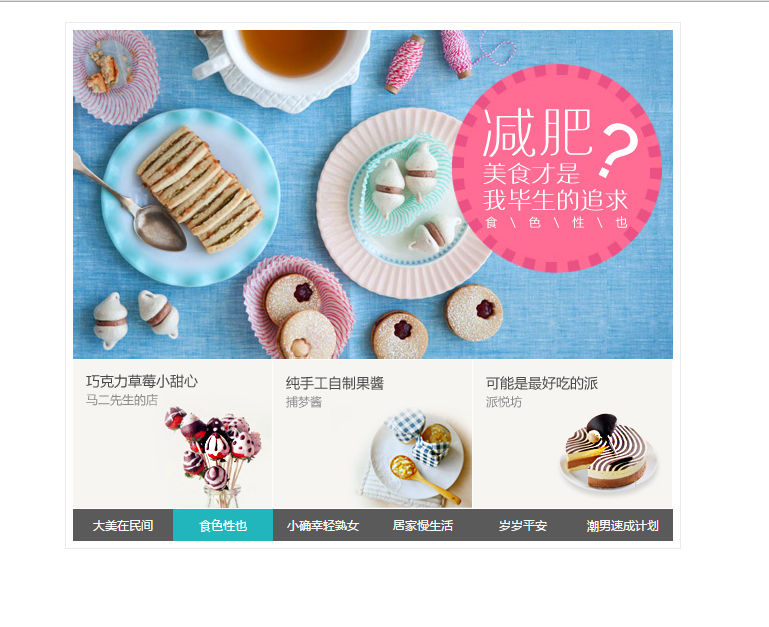 减肥?
美食才是
我毕生的追求
食 \ 色 \ 性 \ 也
巧克力草莓小甜心
马二先生的店
纯手工自制果酱
捕梦酱
可能是最好吃的派
派悦坊
大美在民间
食色性也
小确幸轻熟女
居家慢生活
岁岁平安
潮男速成计划